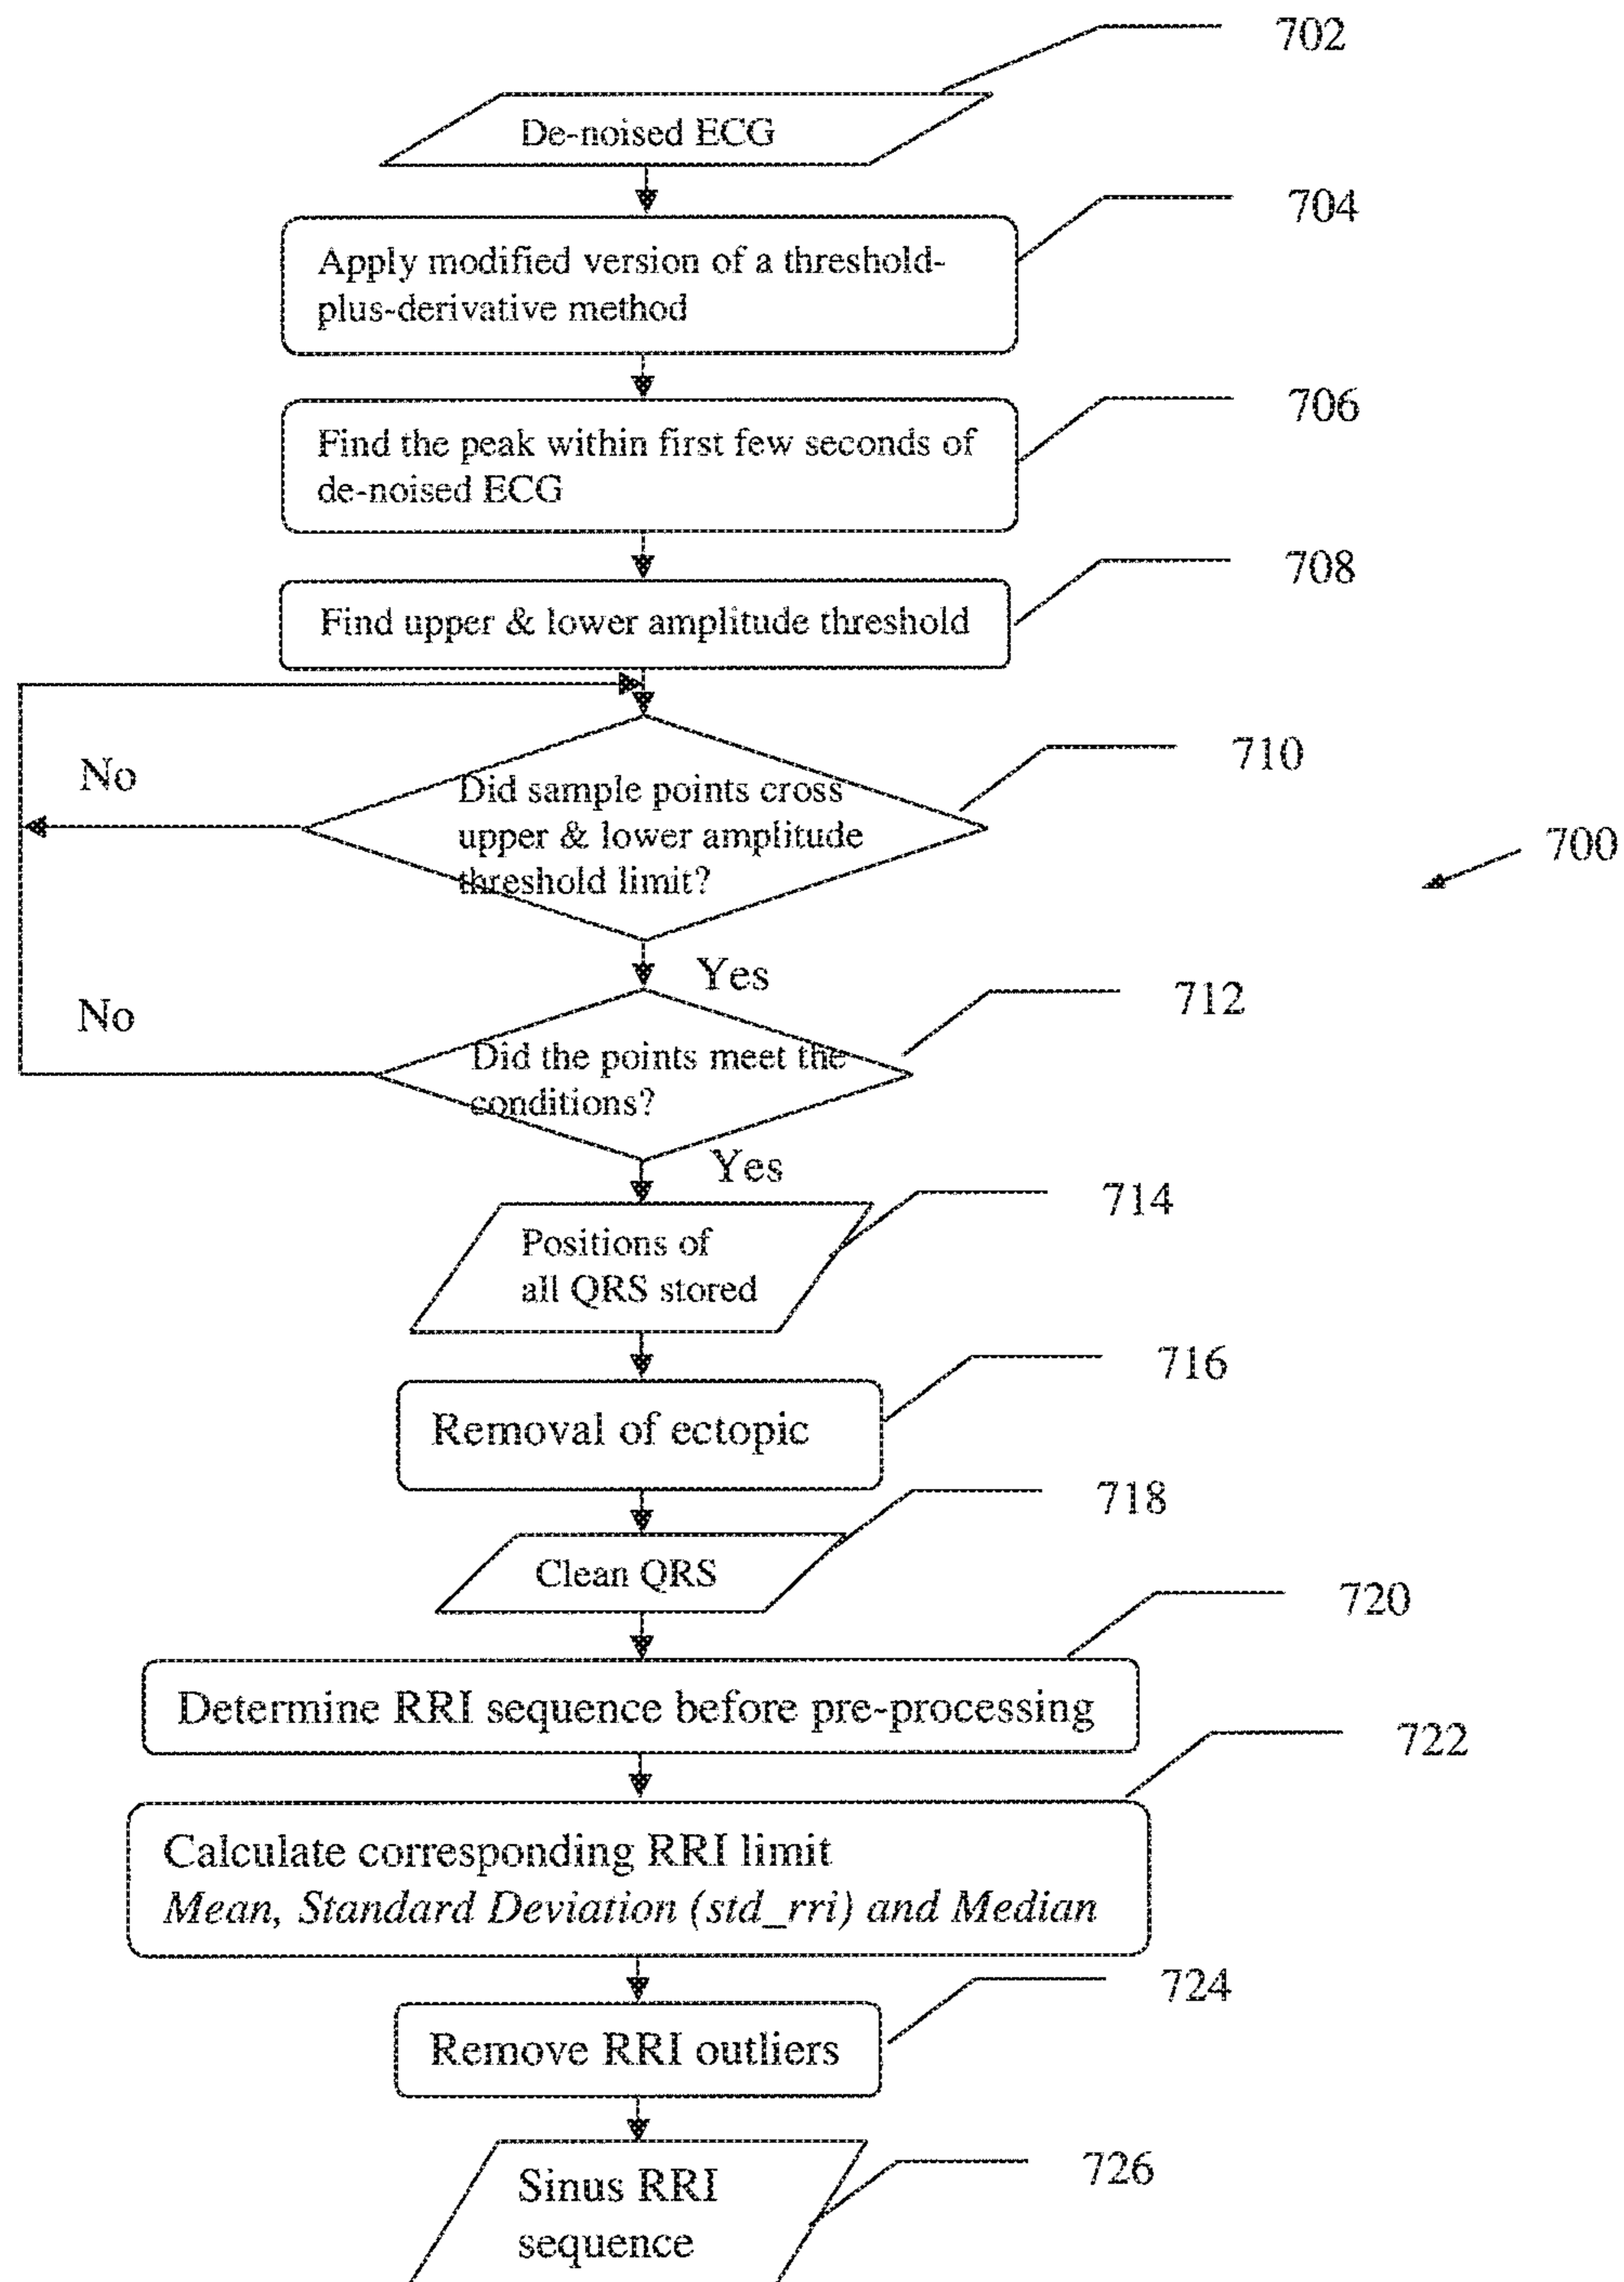 702
De-noised ECG
704
Apply modified version of a threshold-
plus-derivative method
706
Find the peak within first few seconds of
de-noised ECG
708
Find upper & lower amplitude threshold
710
No
Did sample points cross
upper & lower amplitude
threshold limit?
700
Yes
712
No
Did the points meet the
conditions?
Yes
714
Positions of
all QRS stored
716
Removal of ectopic
718
Clean QRS
720
Determine RRI sequence before pre-processing
722
Calculate corresponding RRI limit
Mean, Standard Deviation (std_rri) and Median
724
Remove RRI outliers
726
Sinus RRI
sequence